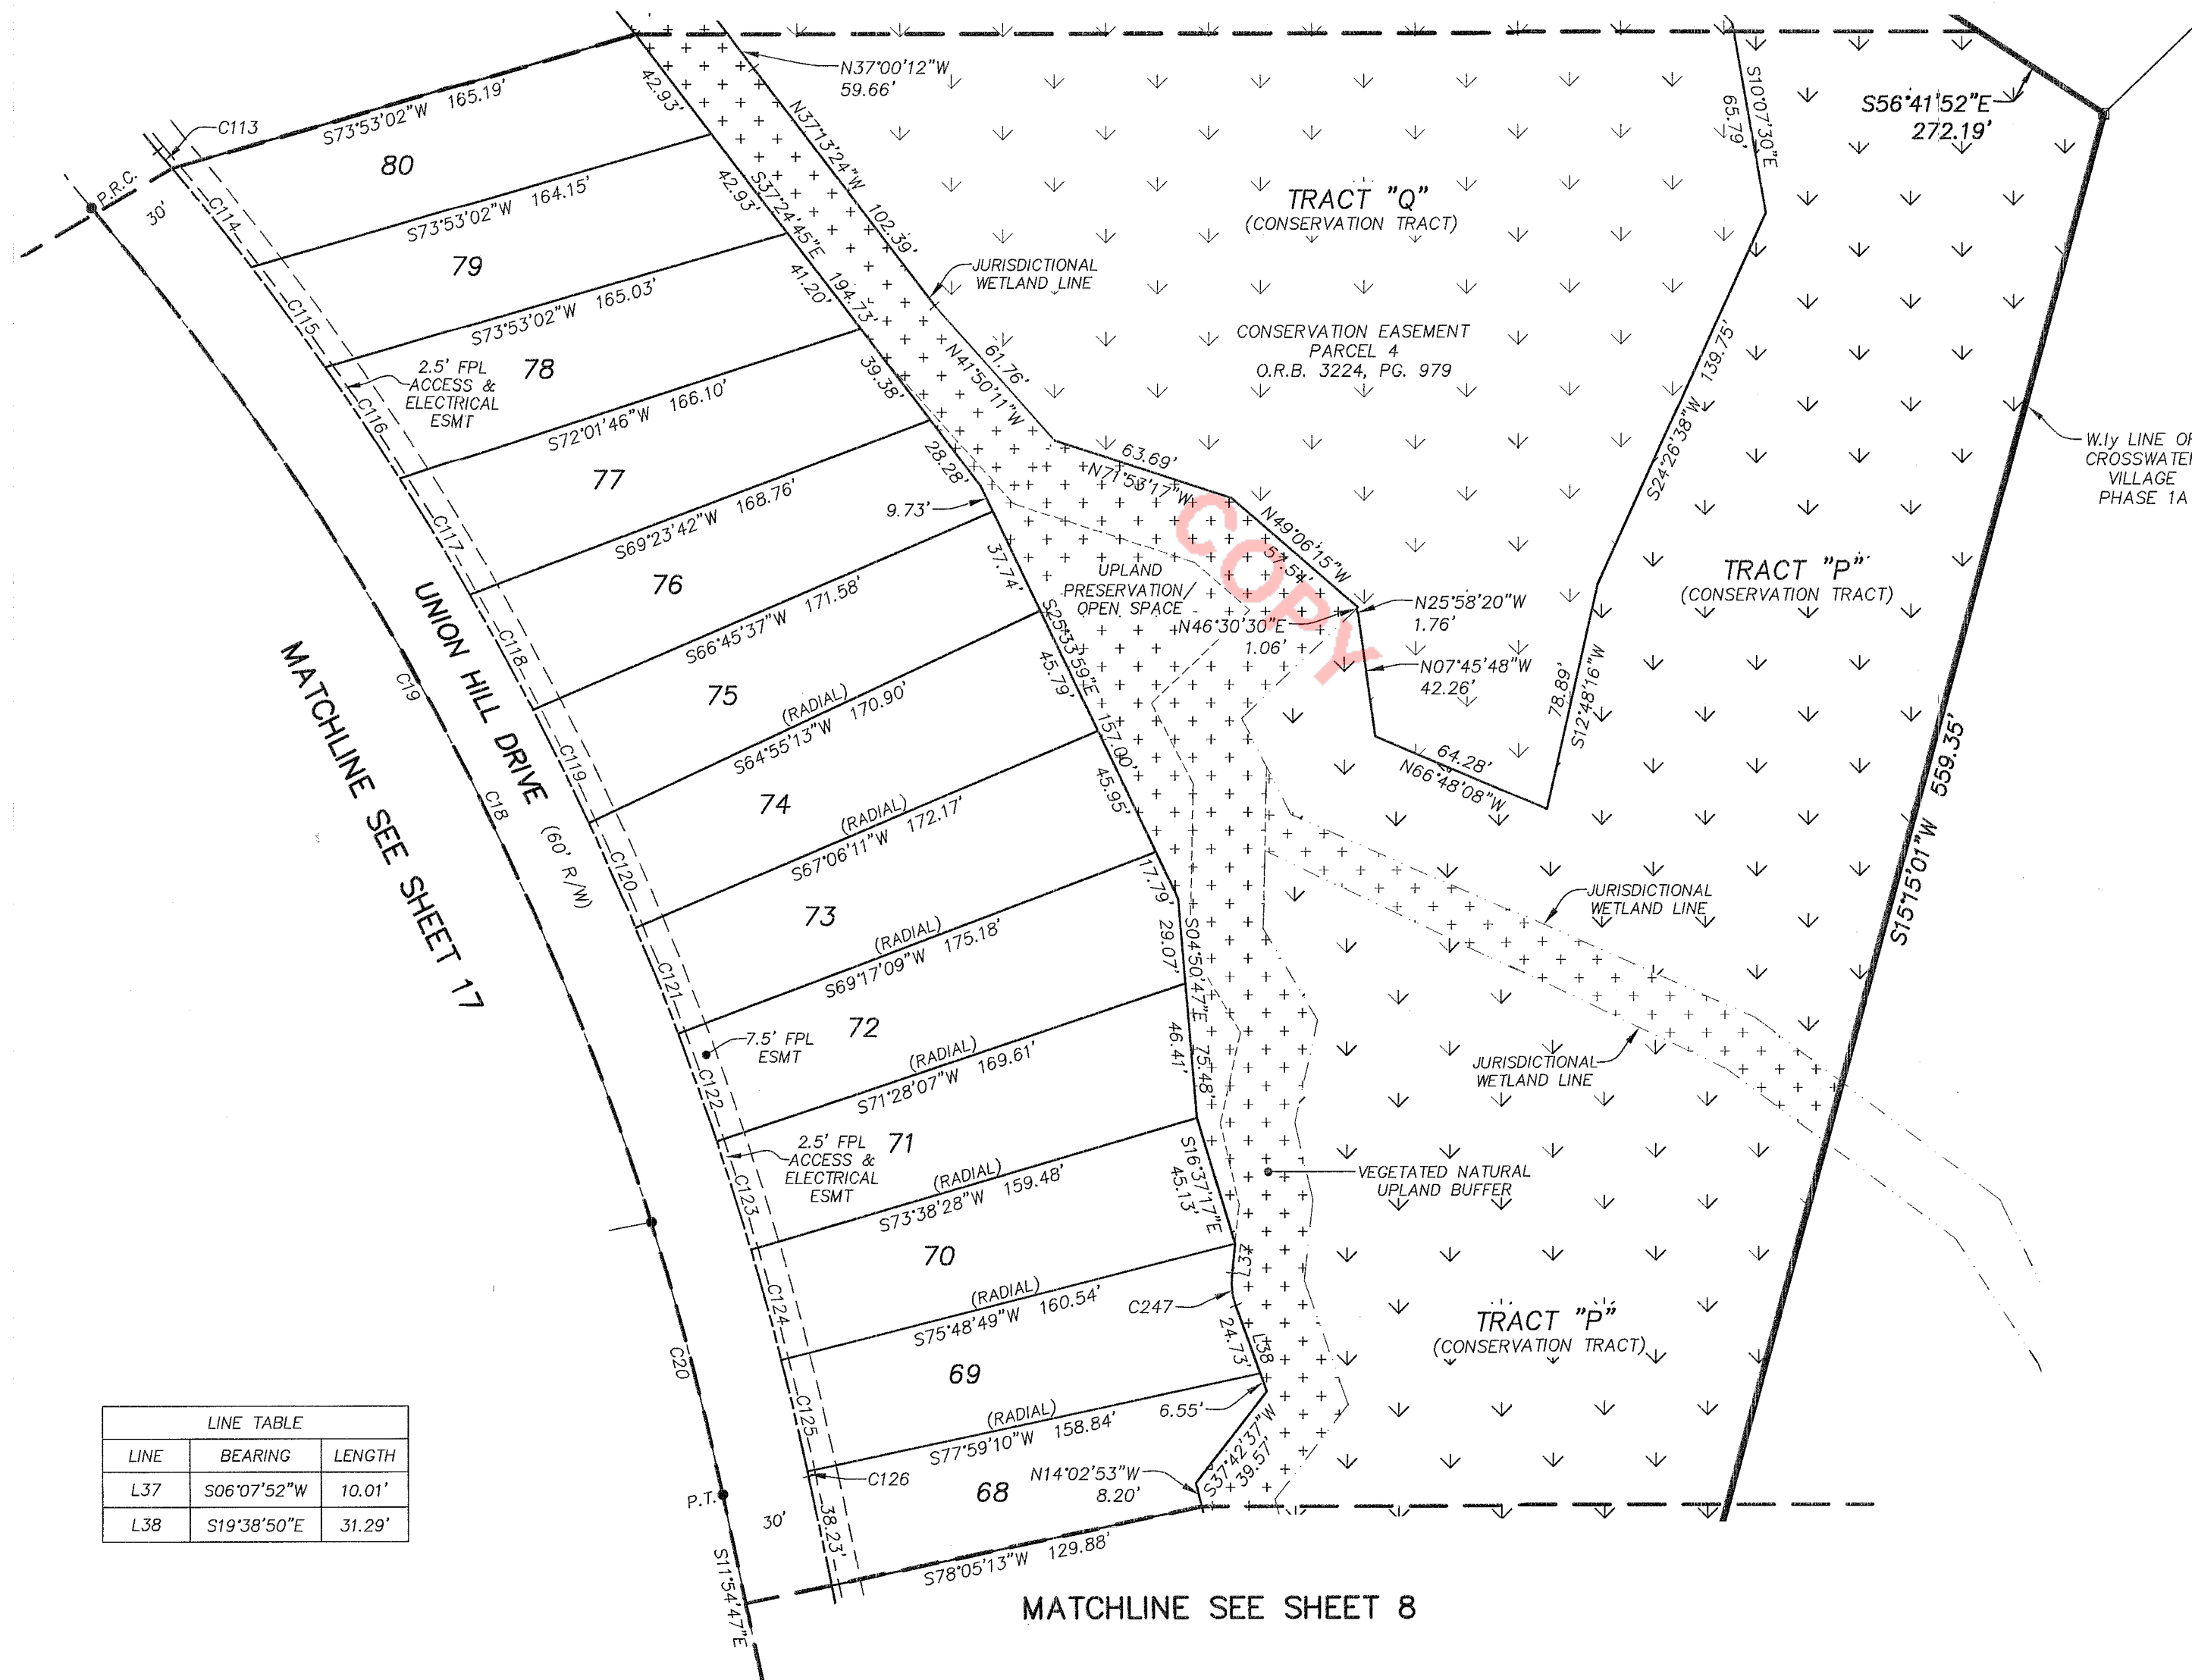 N37°00'12"W
59.66'
S56°41'52"E
272.19'
S10°07'30"E
65.79'
C113
S73°53'02"W 165.19'
42.93'
N37°13'24"W 102.39'
80
P.R.C.
30'
C114
S73°53'02"W 164.15'
42.93'
S37°24'45"E 194.73'
TRACT "Q"
(CONSERVATION TRACT)
79
JURISDICTIONAL
WETLAND LINE
C115
S73°53'02"W 165.03'
41.20'
CONSERVATION EASEMENT
PARCEL 4
O.R.B. 3224, PG. 979
S24°26'38"W 139.75'
2.5' FPL
ACCESS &
ELECTRICAL
ESMT
78
39.38'
61.76'
N41°50'11"W
C116
S72°01'46"W 166.10'
28.28'
63.69'
N71°53'17"W
W.ly LINE OF
CROSSWATER
VILLAGE
PHASE 1A
77
9.73'
N49°06'15"W
57.54'
C117
S69°23'42"W 168.76'
37.74'
76
UPLAND
PRESERVATION/
OPEN SPACE
TRACT "P"
(CONSERVATION TRACT)
N25°58'20"W
1.76'
N46°30'30"E
1.06'
COPY
UNION HILL DRIVE (60' R/W)
C118
S66°45'37"W 171.58'
S25°33'59"E 157.00'
45.79'
N07°45'48"W
42.26'
MATCHLINE SEE SHEET 17
C19
75
(RADIAL)
S64°55'13"W 170.90'
78.89'
S12°48'16"W
C119
64.28'
N66°48'08"W
S15°15'01"W 559.35'
C18
74
45.95'
(RADIAL)
S67°06'11"W 172.17'
C120
17.79'
JURISDICTIONAL
WETLAND LINE
73
29.07'
S04°50'47"E 75.48'
(RADIAL)
S69°17'09"W 175.18'
C121
72
7.5' FPL
ESMT
46.41'
JURISDICTIONAL
WETLAND LINE
(RADIAL)
S71°28'07"W 169.61'
C122
2.5' FPL
ACCESS &
ELECTRICAL
ESMT
71
S16°37'17"E
45.13'
VEGETATED NATURAL
UPLAND BUFFER
(RADIAL)
S73°38'28"W 159.48'
C123
70
L37
(RADIAL)
S75°48'49"W 160.54'
C124
C247
TRACT "P"
(CONSERVATION TRACT)
C20
69
24.73'
L38
(RADIAL)
S77°59'10"W 158.84'
C125
6.55'
C126
68
N14°02'53"W
8.20'
S37°42'37"W
39.57'
P.T.
30'
38.23'
S78°05'13"W 129.88'
S11°54'47"E
LINE TABLE
LINE BEARING LENGTH
L37 S06°07'52"W 10.01'
L38 S19°38'50"E 31.29'
MATCHLINE SEE SHEET 8